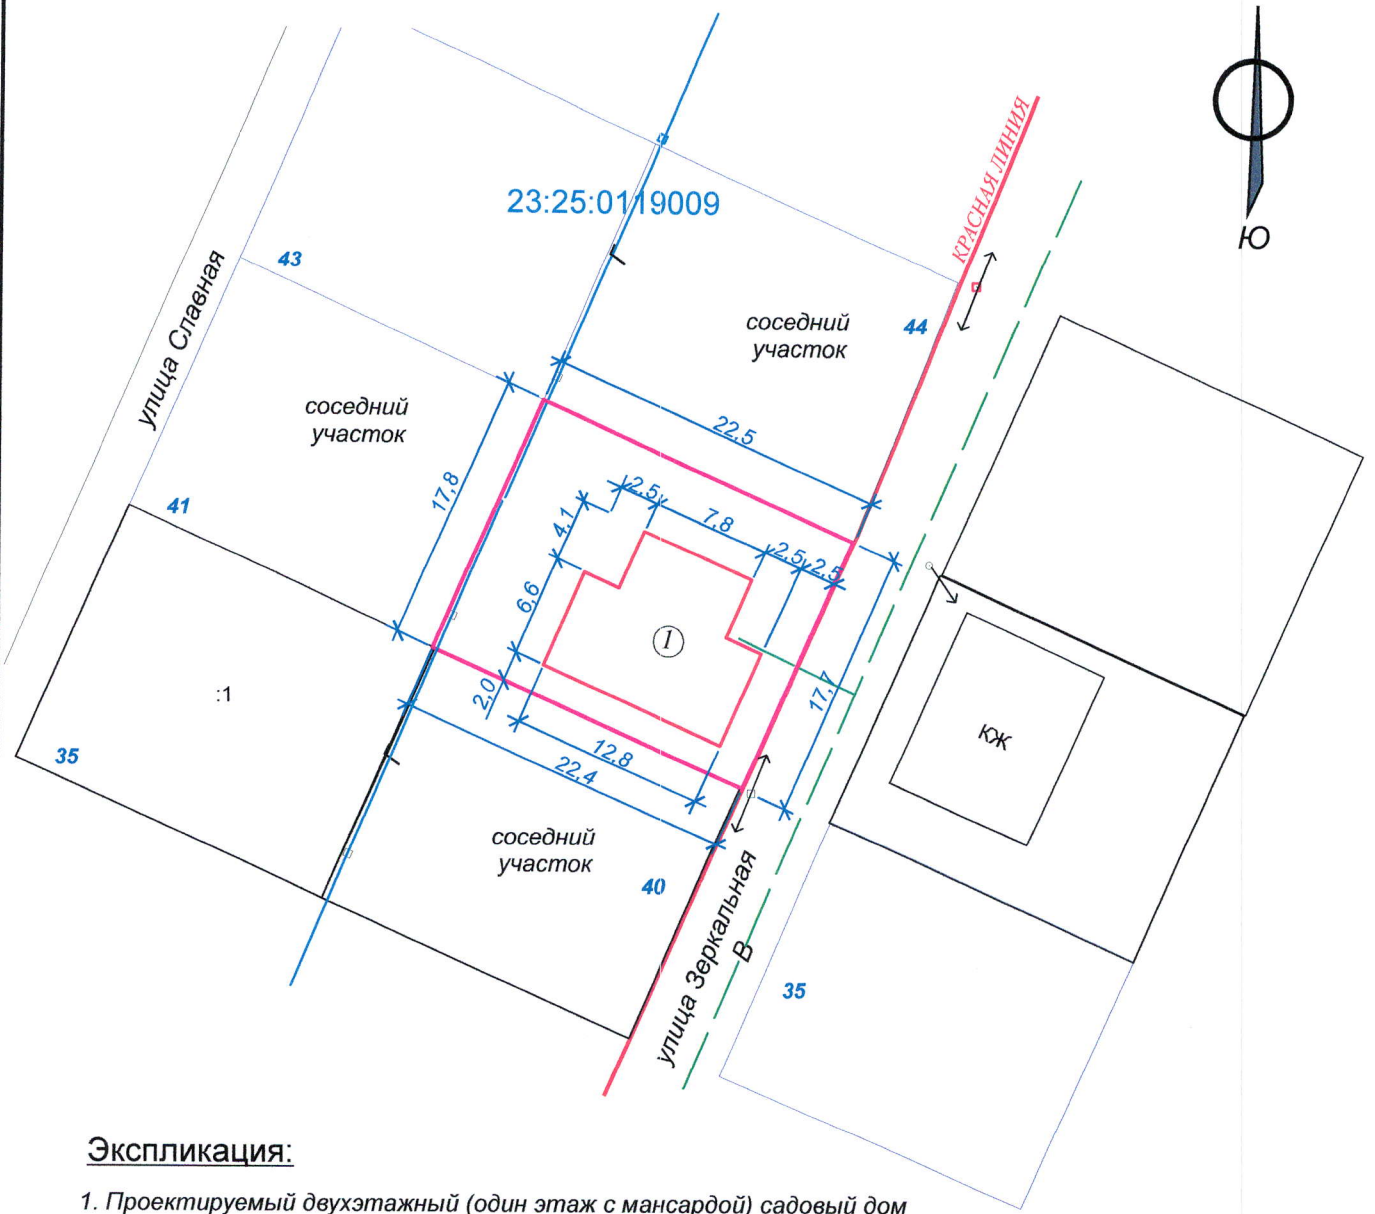 КРАСНАЯ ЛИНИЯ
23:25:0119009
Ю
43
улица Славная
соседний
участок
44
соседний
участок
22,5
17,8
41
2,5
7,8
4,1
2,5
2,5
6,6
1
17,7
2,0
:1
12,8
22,4
КЖ
35
соседний
участок
40
улица Зеркальная
В
35
Экспликация:
1. Проектируемый двухэтажный (один этаж с мансардой) садовый дом